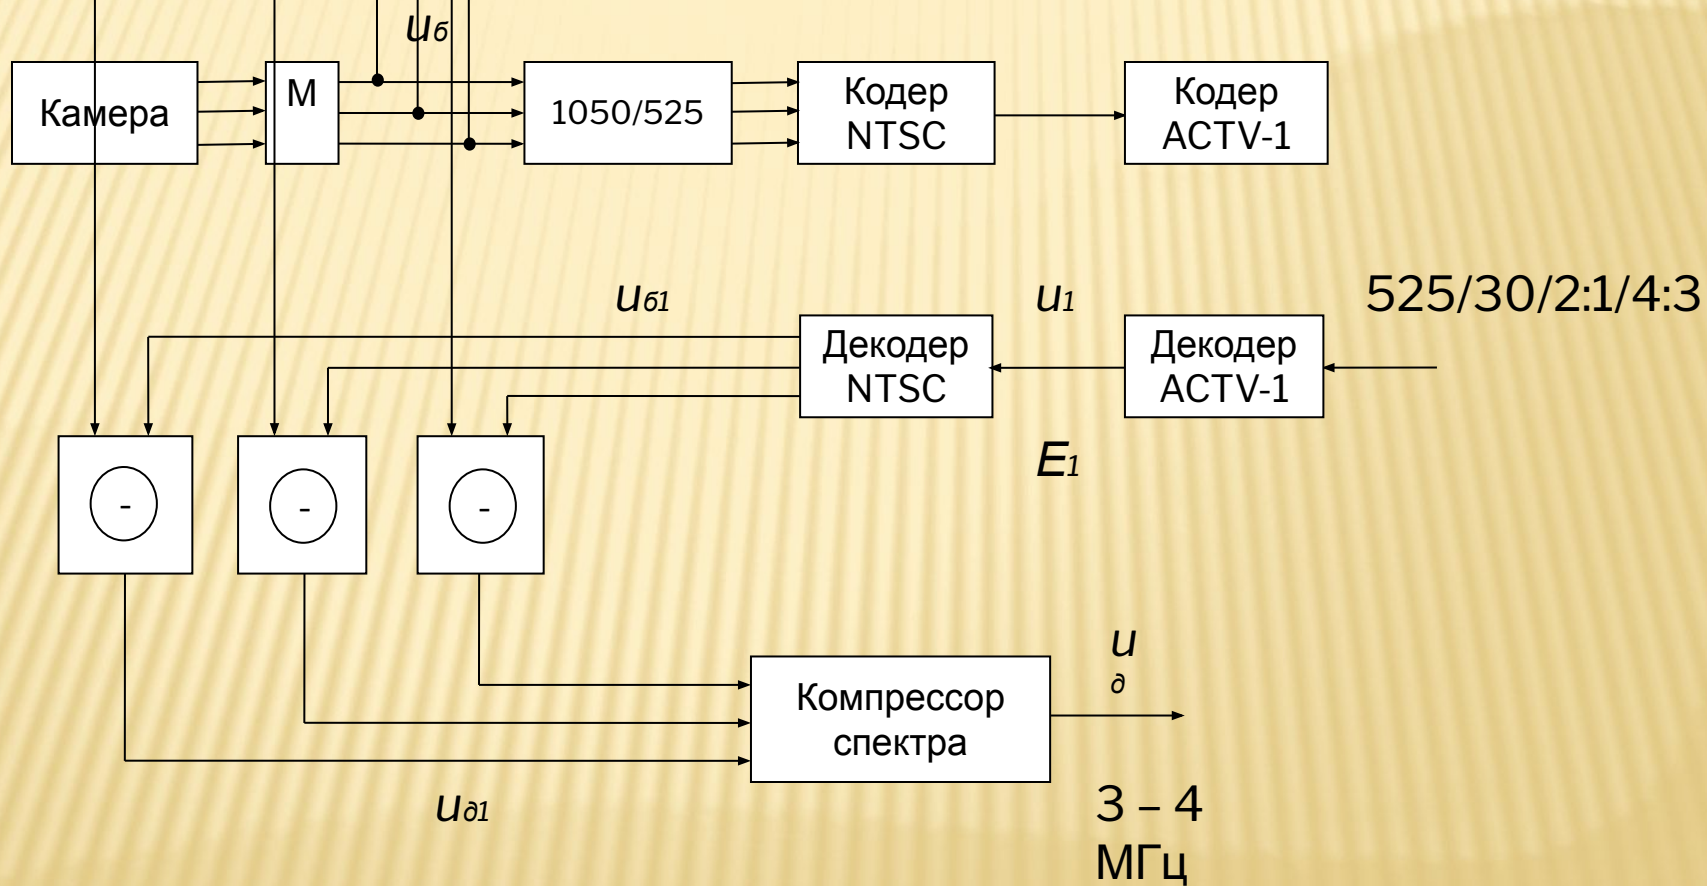 uб
Камера
М
1050/525
Кодер
NTSC
Кодер
ACTV-1
525/30/2:1/4:3
uб1
u1
Декодер
NTSC
Декодер
ACTV-1
E1
-
-
-
u
д
Компрессор
спектра
uд1
3 – 4
МГц